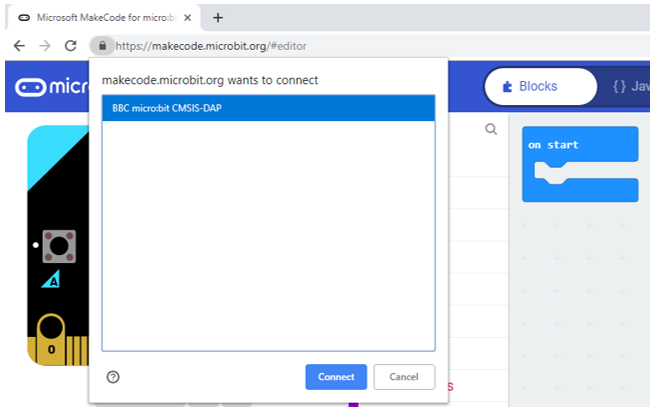 Microsoft MakeCode for micro:bi
https://makecode.microbit.org/#editor
micr
Blocks
{ } Jav
makecode.microbit.org wants to connect
BBC micro:bit CMSIS-DAP
on start
A
0
Connect
Cancel
s